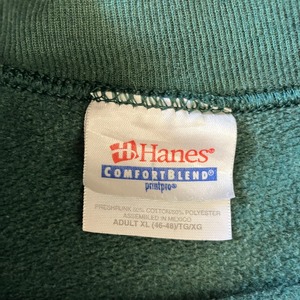 Hanes®
COMFORTBLEND®
printpro®
PRESHRUNK 50% COTTON/50% POLYESTER
ASSEMBLED IN MEXICO
ADULT XL (46-48)/TG/XG